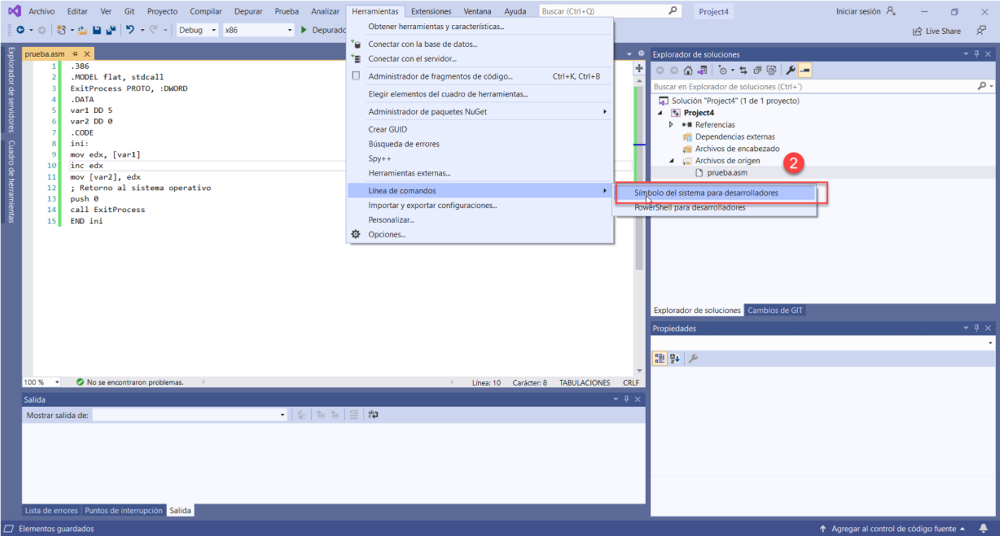 Archivo Editar Ver Git Proyecto Compilar Depurar Prueba Analizar Herramientas Extensiones Ventana Ayuda Buscar (Ctrl+Q) Project4 Iniciar sesión
Debug x86 Depurado Live Share
Explorador de servidores
Cuadro de herramientas
prueba.asm
1 .386
2 .MODEL flat, stdcall
3 ExitProcess PROTO, :DWORD
4 .DATA
5 var1 DD 5
6 var2 DD 0
7 .CODE
8 ini:
9 mov edx, [var1]
10 inc edx
11 mov [var2], edx
12 ; Retorno al sistema operativo
13 push 0
14 call ExitProcess
15 END ini
Obtener herramientas y características...
Conectar con la base de datos...
Conectar con el servidor...
Administrador de fragmentos de código... Ctrl+K, Ctrl+B
Elegir elementos del cuadro de herramientas...
Administrador de paquetes NuGet
Crear GUID
Búsqueda de errores
Spy++
Herramientas externas...
Línea de comandos
Importar y exportar configuraciones...
Personalizar...
Opciones...
Símbolo del sistema para desarrolladores
PowerShell para desarrolladores
2
Explorador de soluciones
Buscar en Explorador de soluciones (Ctrl+´)
Solución "Project4" (1 de 1 proyecto)
Project4
Referencias
Dependencias externas
Archivos de encabezado
Archivos de origen
prueba.asm
Explorador de soluciones Cambios de GIT
Propiedades
100 % No se encontraron problemas. Línea: 10 Carácter: 8 TABULACIONES CRLF
Salida
Mostrar salida de:
Lista de errores Puntos de interrupción Salida
Elementos guardados Agregar al control de código fuente